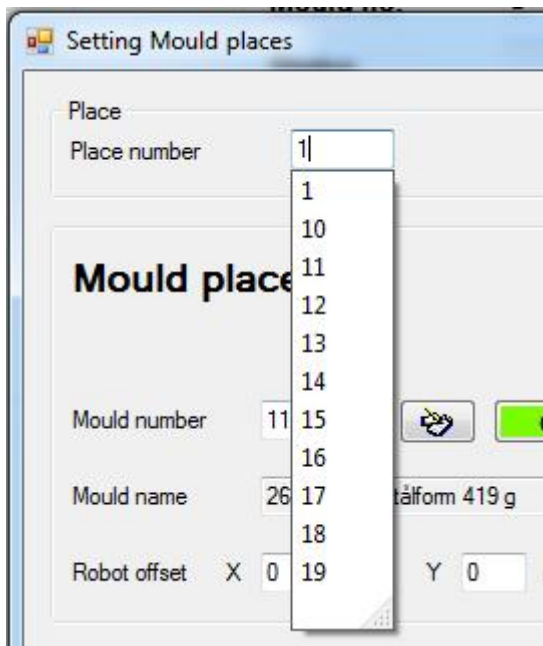 Setting Mould places
Place
Place number 1
1
10
11
12
13
14
15
16
17
18
19
Mould place
Mould number 11
Mould name 26 tålform 419 g
Robot offset X 0 Y 0